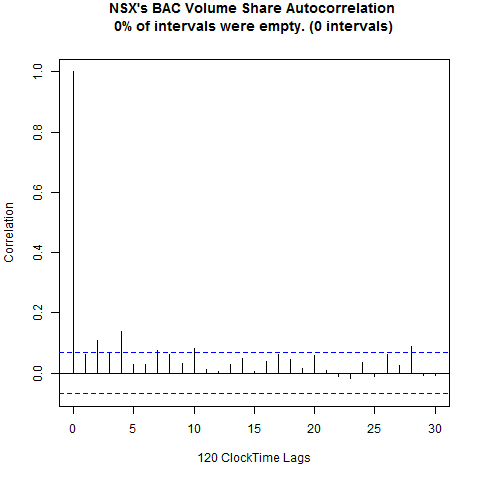 NSX's BAC Volume Share Autocorrelation
0% of intervals were empty. (0 intervals)
1.0
0.8
0.6
0.4
0.2
0.0
Correlation
0 5 10 15 20 25 30
120 ClockTime Lags